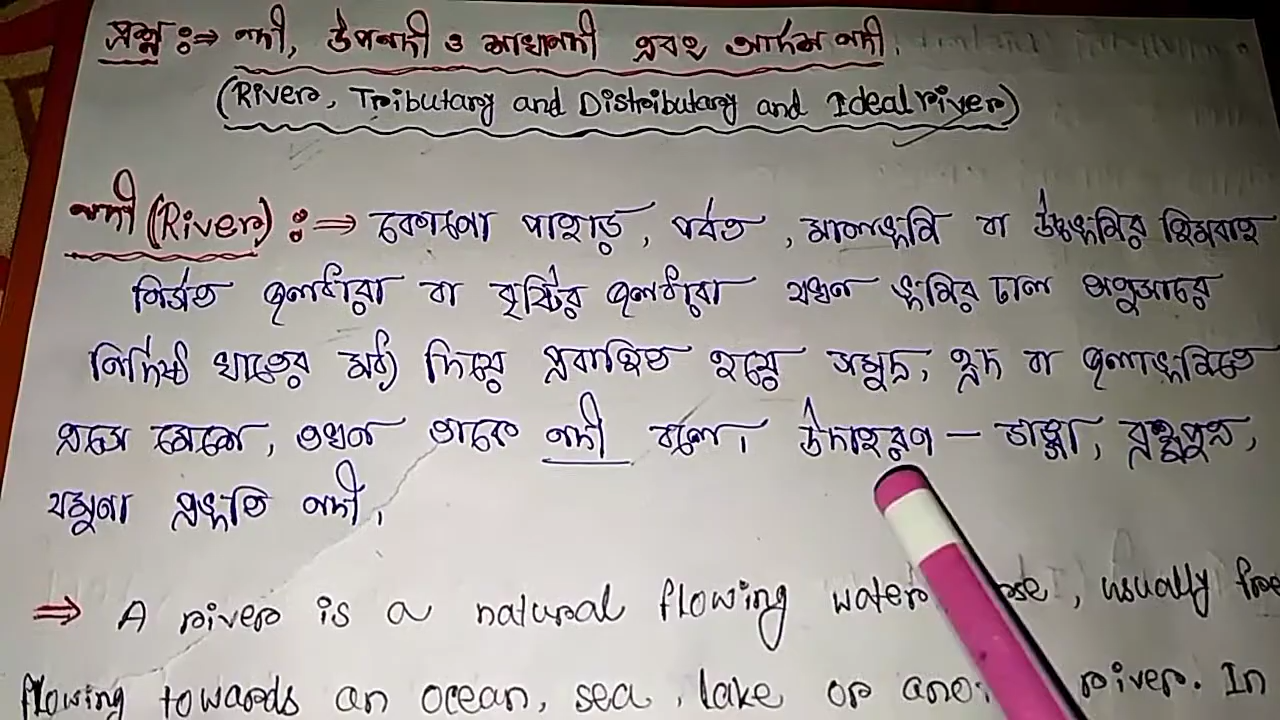 প্রশ্ন :⇒ নদী, উপনদী ও শাখানদী এবং আদর্শ নদী।
(River, Tributary and Distributary and Ideal river)
নদী (River) :⇒ কোনো পাহাড়, পর্বত, মালভূমি বা উচ্চভূমির হিমবাহ
নির্গত জলধারা বা বৃষ্টির জলধারা যখন ভূমির ঢাল অনুসারে
নির্দিষ্ট খাতের মধ্য দিয়ে প্রবাহিত হয়ে সমুদ্র, হ্রদ বা জলাভূমিতে
এসে মেশে, তখন তাকে নদী বলে। উদাহরণ – গঙ্গা, ব্রহ্মপুত্র,
যমুনা প্রভৃতি নদী।
⇒ A river is a natural flowing water, usually
flowing towards an ocean, sea, lake or river. In